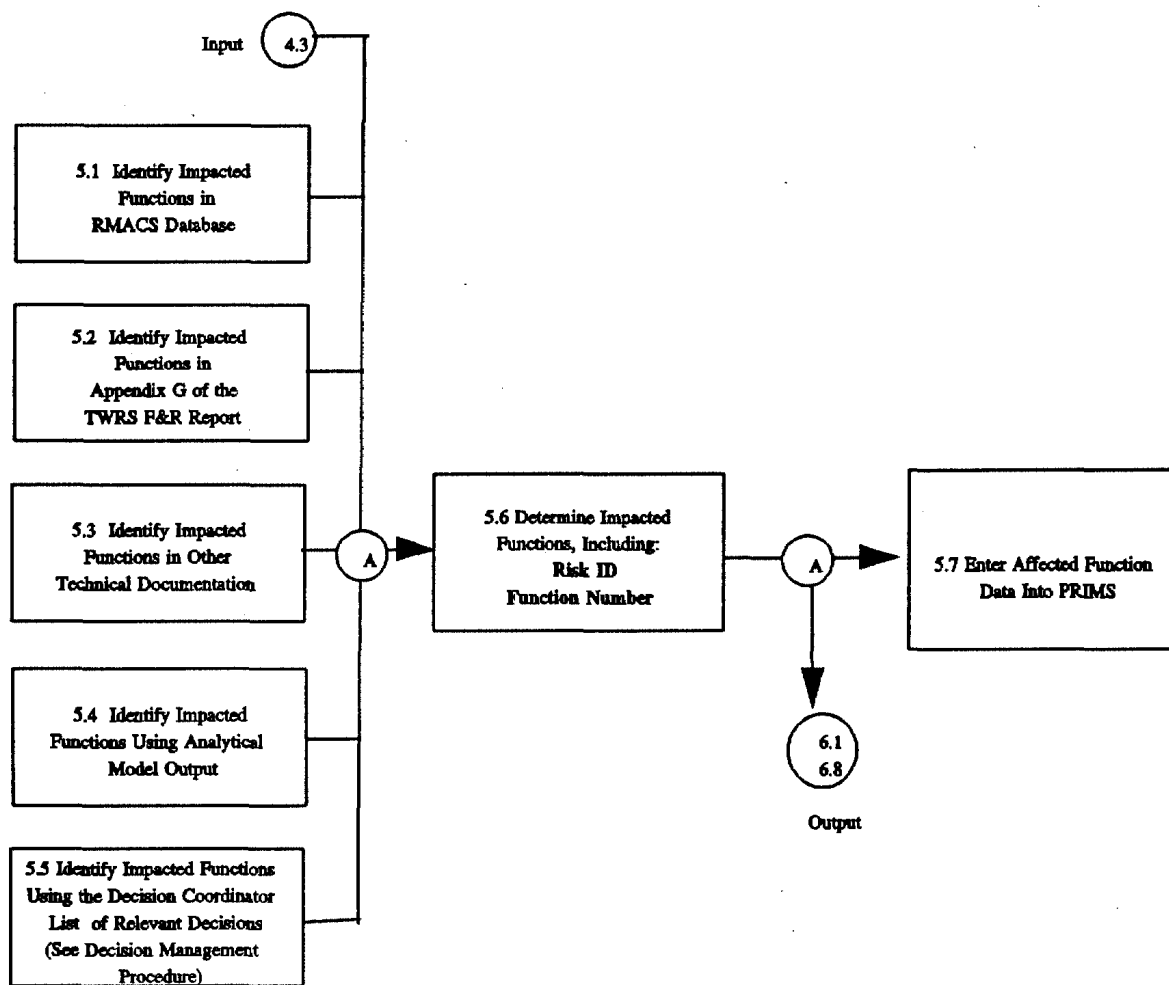 Input
4.3
5.1 Identify Impacted
Functions in
RMACS Database
5.2 Identify Impacted
Functions in
Appendix G of the
TWRS F&R Report
5.3 Identify Impacted
Functions in Other
Technical Documentation
A
5.6 Determine Impacted
Functions, Including:
Risk ID
Function Number
A
5.7 Enter Affected Function
Data Into PRIMS
5.4 Identify Impacted
Functions Using Analytical
Model Output
6.1
6.8
Output
5.5 Identify Impacted Functions
Using the Decision Coordinator
List of Relevant Decisions
(See Decision Management
Procedure)